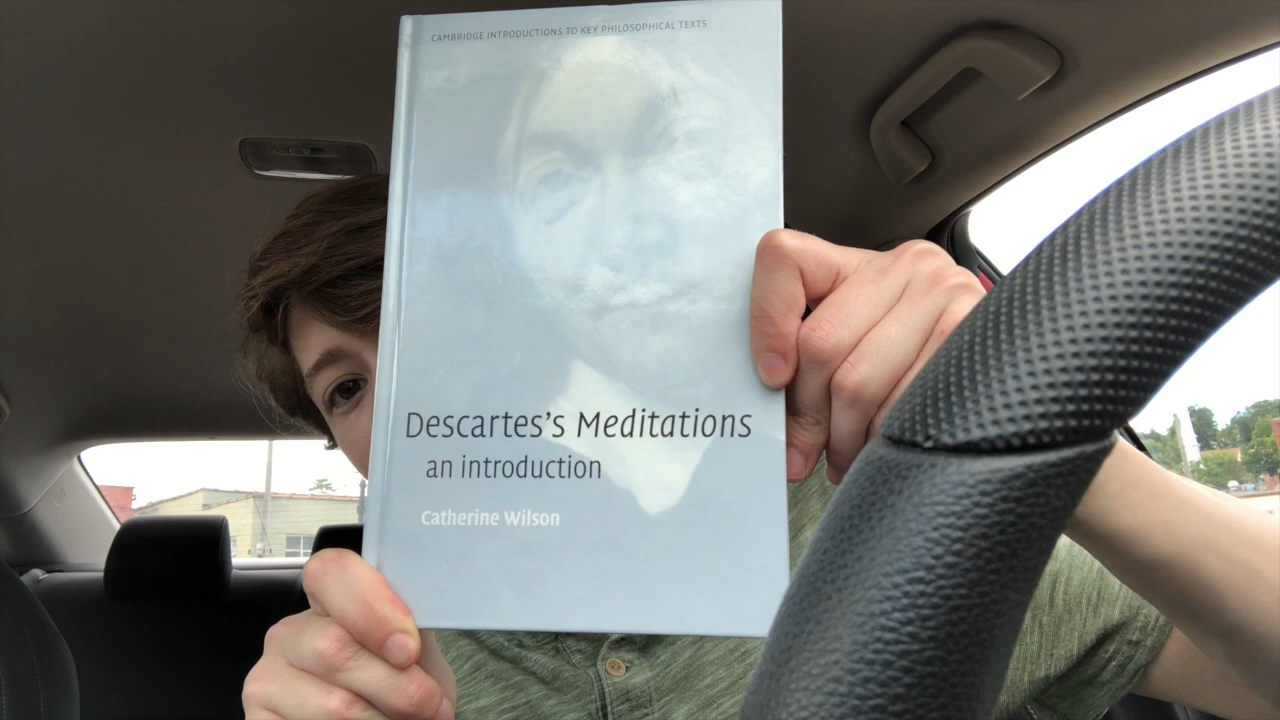 CAMBRIDGE INTRODUCTIONS TO KEY PHILOSOPHICAL TEXTS
Descartes's Meditations
an introduction
Catherine Wilson